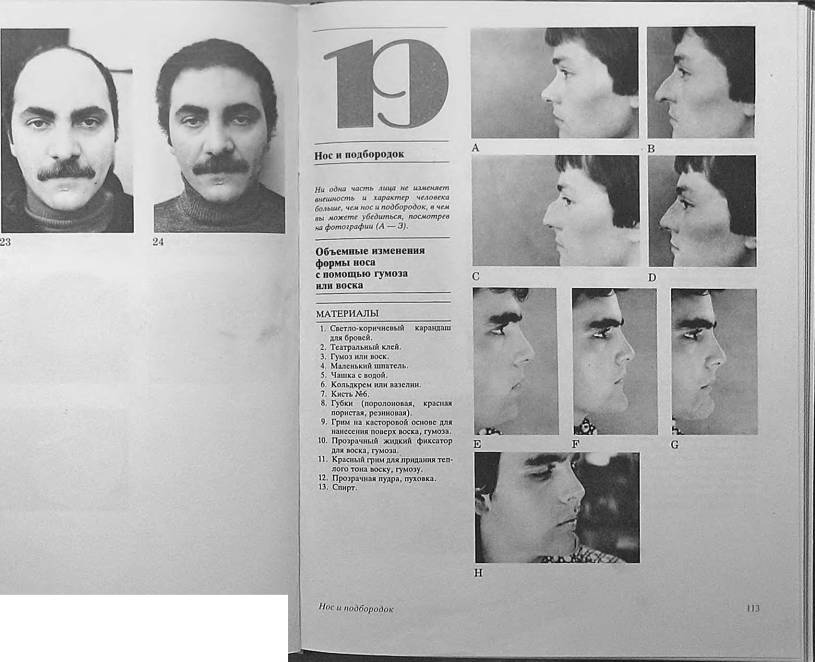 23
24
19
Нос и подбородок
Ни одна часть лица не изменяет
внешность и характер человека
больше, чем нос и подбородок, в чем
вы можете убедиться, посмотрев
на фотографии (А — З).
Объемные изменения
формы носа
с помощью гумоза
или воска
МАТЕРИАЛЫ
1. Светло-коричневый карандаш
для бровей.
2. Театральный клей.
3. Гумоз или воск.
4. Маленький шпатель.
5. Чашка с водой.
6. Кольдкрем или вазелин.
7. Кисть №6.
8. Губки (поролоновая, красная
пористая, резиновая).
9. Грим на касторовой основе для
нанесения поверх воска, гумоза.
10. Прозрачный жидкий фиксатор
для воска, гумоза.
11. Красный грим для придания теп-
лого тона воску, гумозу.
12. Прозрачная пудра, пуховка.
13. Спирт.
A
B
C
D
E
F
G
H
Нос и подбородок
113